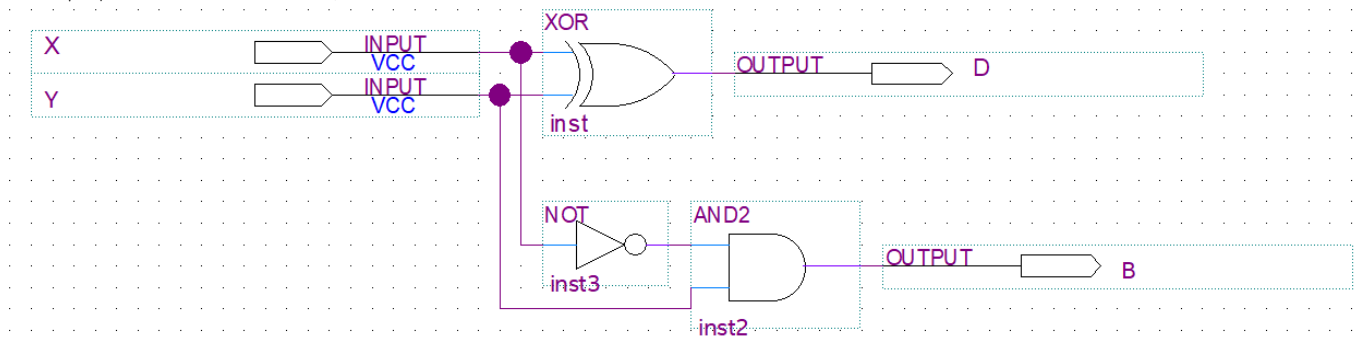 XOR
X INPUT
VCC
OUTPUT D
Y INPUT
VCC
inst
NOT AND2
OUTPUT B
inst3
inst2